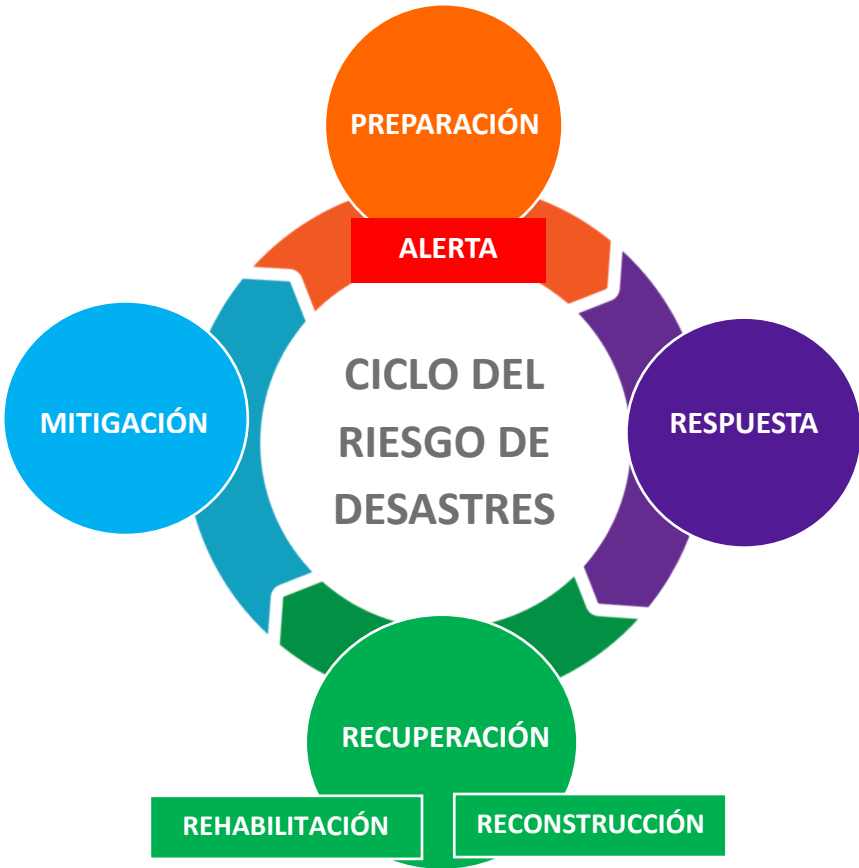 PREPARACIÓN
ALERTA
CICLO DEL
RIESGO DE
DESASTRES
MITIGACIÓN
RESPUESTA
RECUPERACIÓN
REHABILITACIÓN
RECONSTRUCCIÓN